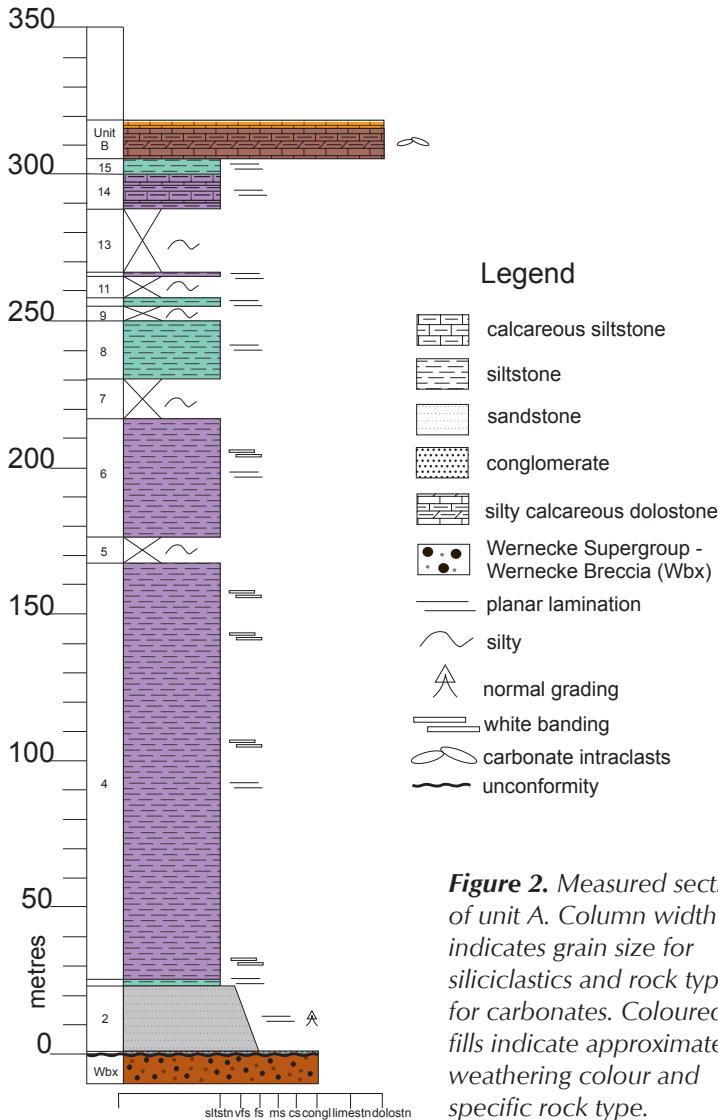 350
300
250
200
150
100
50
0
metres
Unit
B
15
14
13
11
9
8
7
6
5
4
2
Wbx
sltstn vfs fs ms cs congl limestn dolostn
Legend
calcareous siltstone
siltstone
sandstone
conglomerate
silty calcareous dolostone
Wernecke Supergroup -
Wernecke Breccia (Wbx)
planar lamination
silty
normal grading
white banding
carbonate intraclasts
unconformity
Figure 2. Measured secti
of unit A. Column width
indicates grain size for
siliciclastics and rock typ
for carbonates. Coloured
fills indicate approximate
weathering colour and
specific rock type.